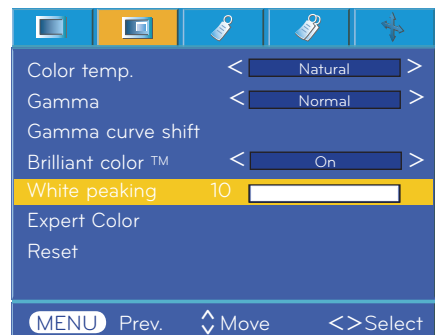 Color temp. < Natural >
Gamma < Normal >
Gamma curve shift
Brilliant color ™ < On >
White peaking 10
Expert Color
Reset
MENU Prev. Move <>Select